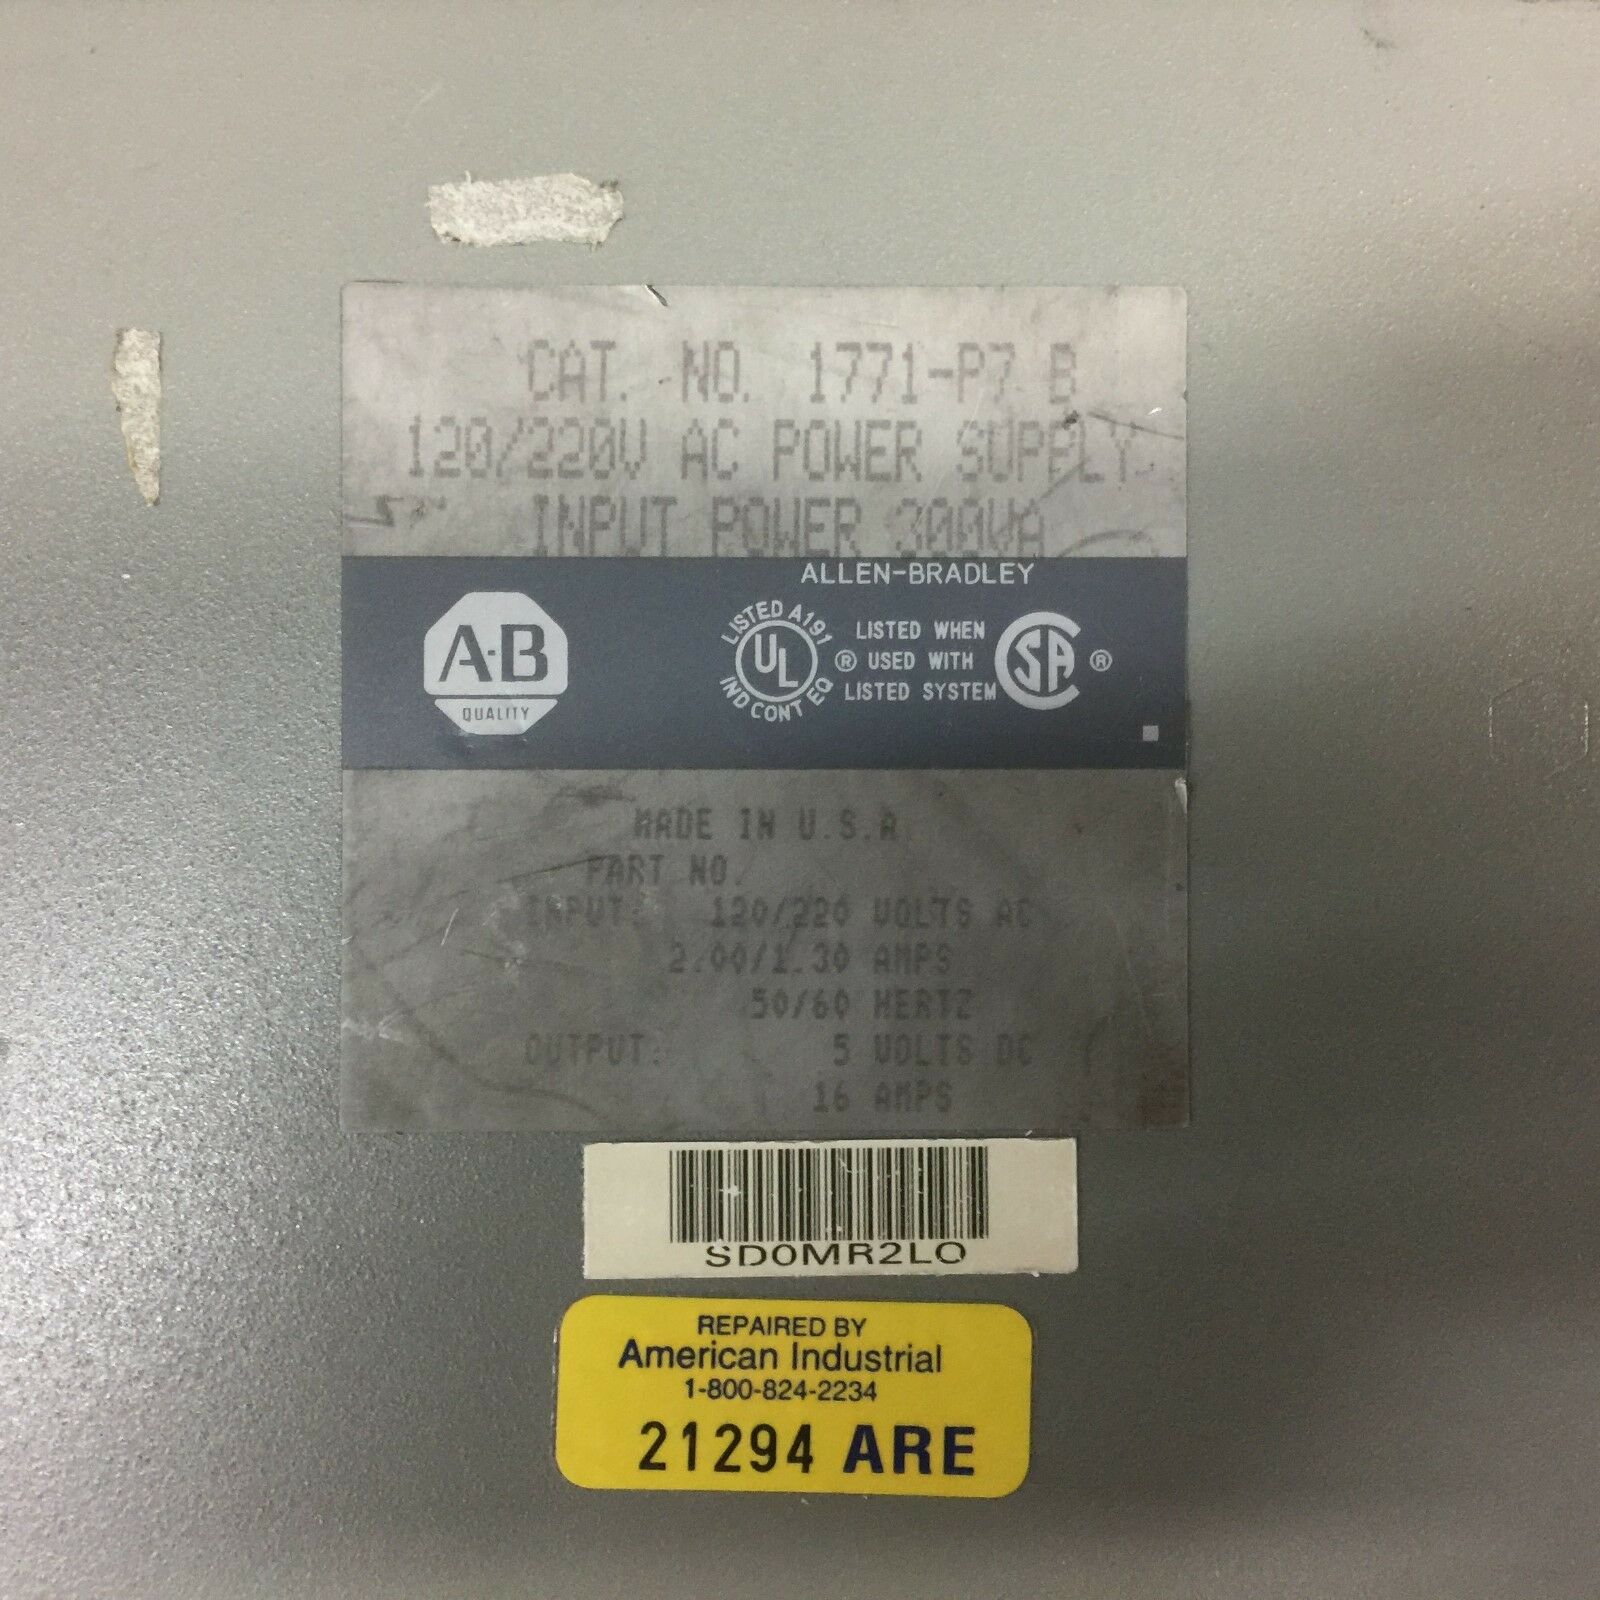 CAT. NO. 1771-P7 B
120/220V AC POWER SUPPLY
INPUT POWER 300VA
ALLEN-BRADLEY
A-B
QUALITY
LISTED A191
UL
IND CONT EQ
®
LISTED WHEN
USED WITH
LISTED SYSTEM
SA
®
MADE IN U.S.A.
PART NO.
INPUT: 120/220 VOLTS AC
2.00/1.30 AMPS
50/60 HERTZ
OUTPUT: 5 VOLTS DC
16 AMPS
SD0MR2LO
REPAIRED BY
American Industrial
1-800-824-2234
21294 ARE